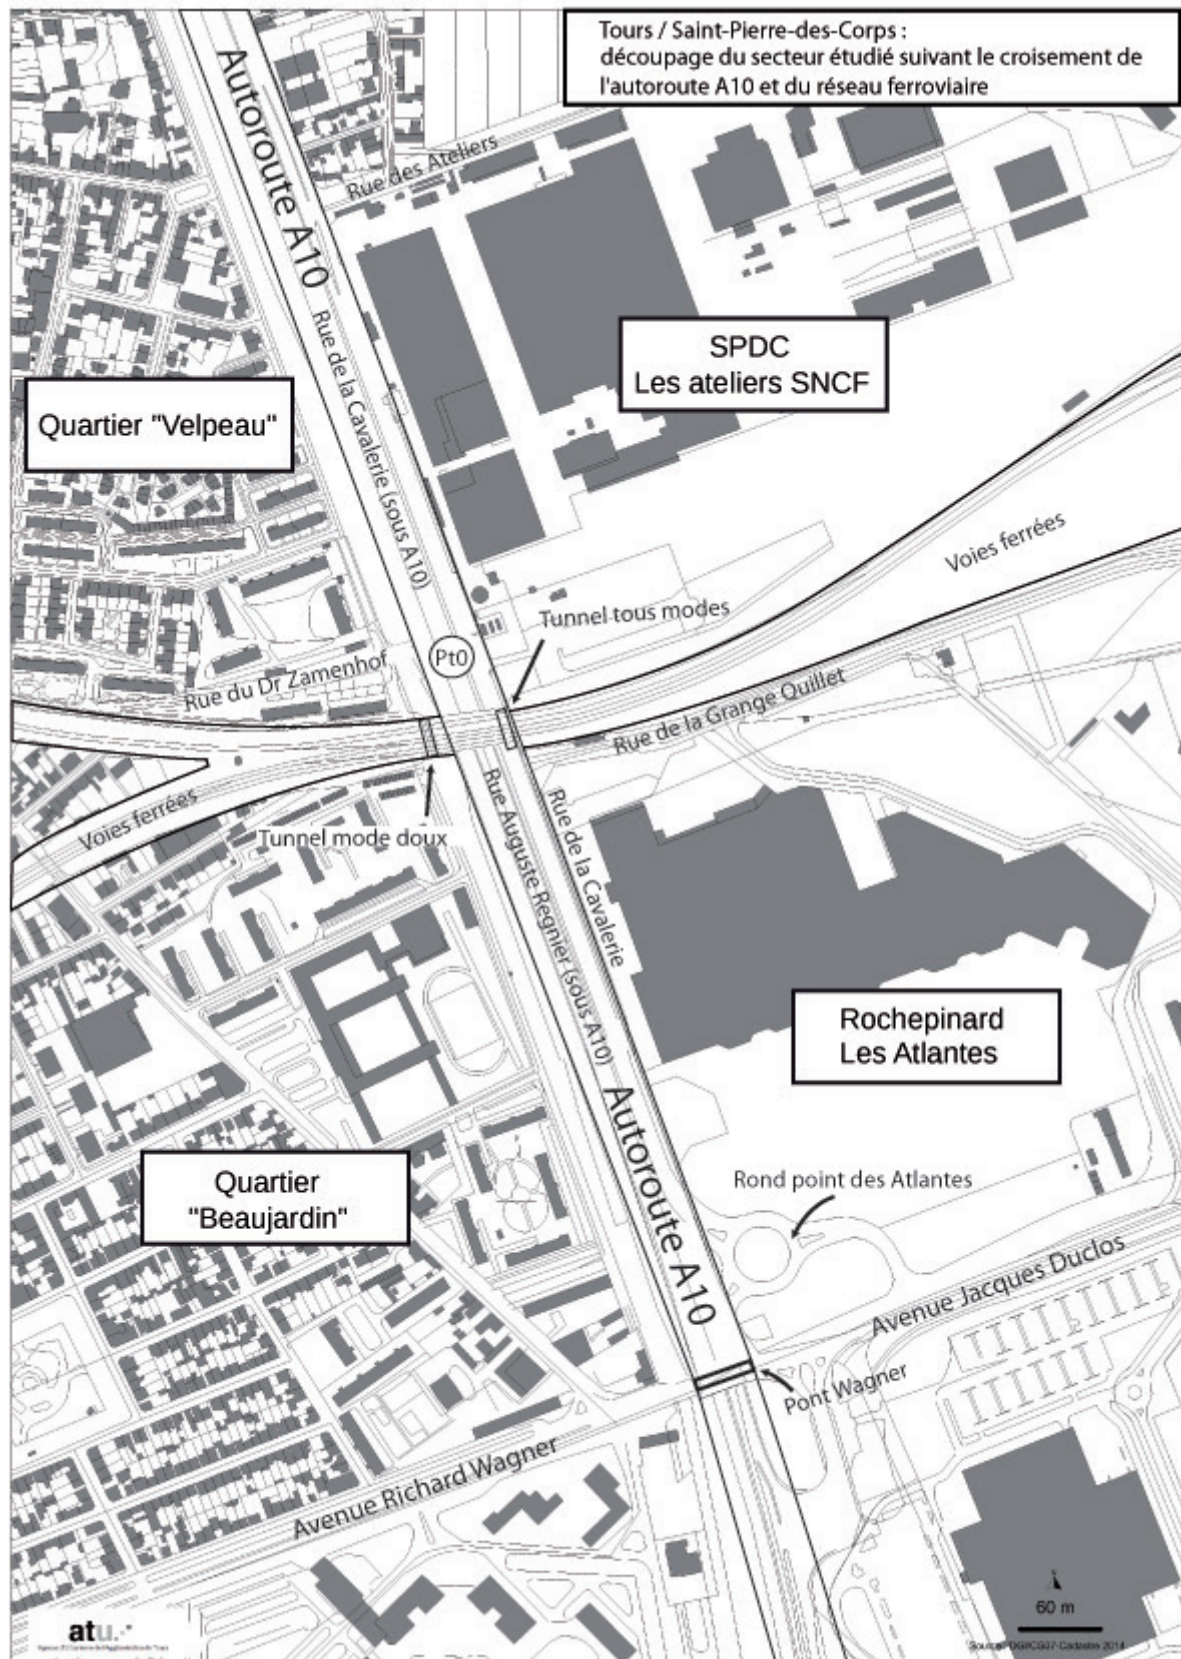 Tours / Saint-Pierre-des-Corps :
découpage du secteur étudié suivant le croisement de
l'autoroute A10 et du réseau ferroviaire
Autoroute A10
Rue des Ateliers
SPDC
Les ateliers SNCF
Rue de la Cavalerie (sous A10)
Quartier "Velpeau"
Voies ferrées
Tunnel tous modes
Pt0
Rue du Dr Zamenhof
Rue de la Grange Quillet
Voies ferrées
Tunnel mode doux
Rue Auguste Regnier (sous A10)
Rue de la Cavalerie
Rochepinard
Les Atlantes
Autoroute A10
Quartier
"Beaujardin"
Rond point des Atlantes
Avenue Jacques Duclos
Pont Wagner
Avenue Richard Wagner
60 m
atu.